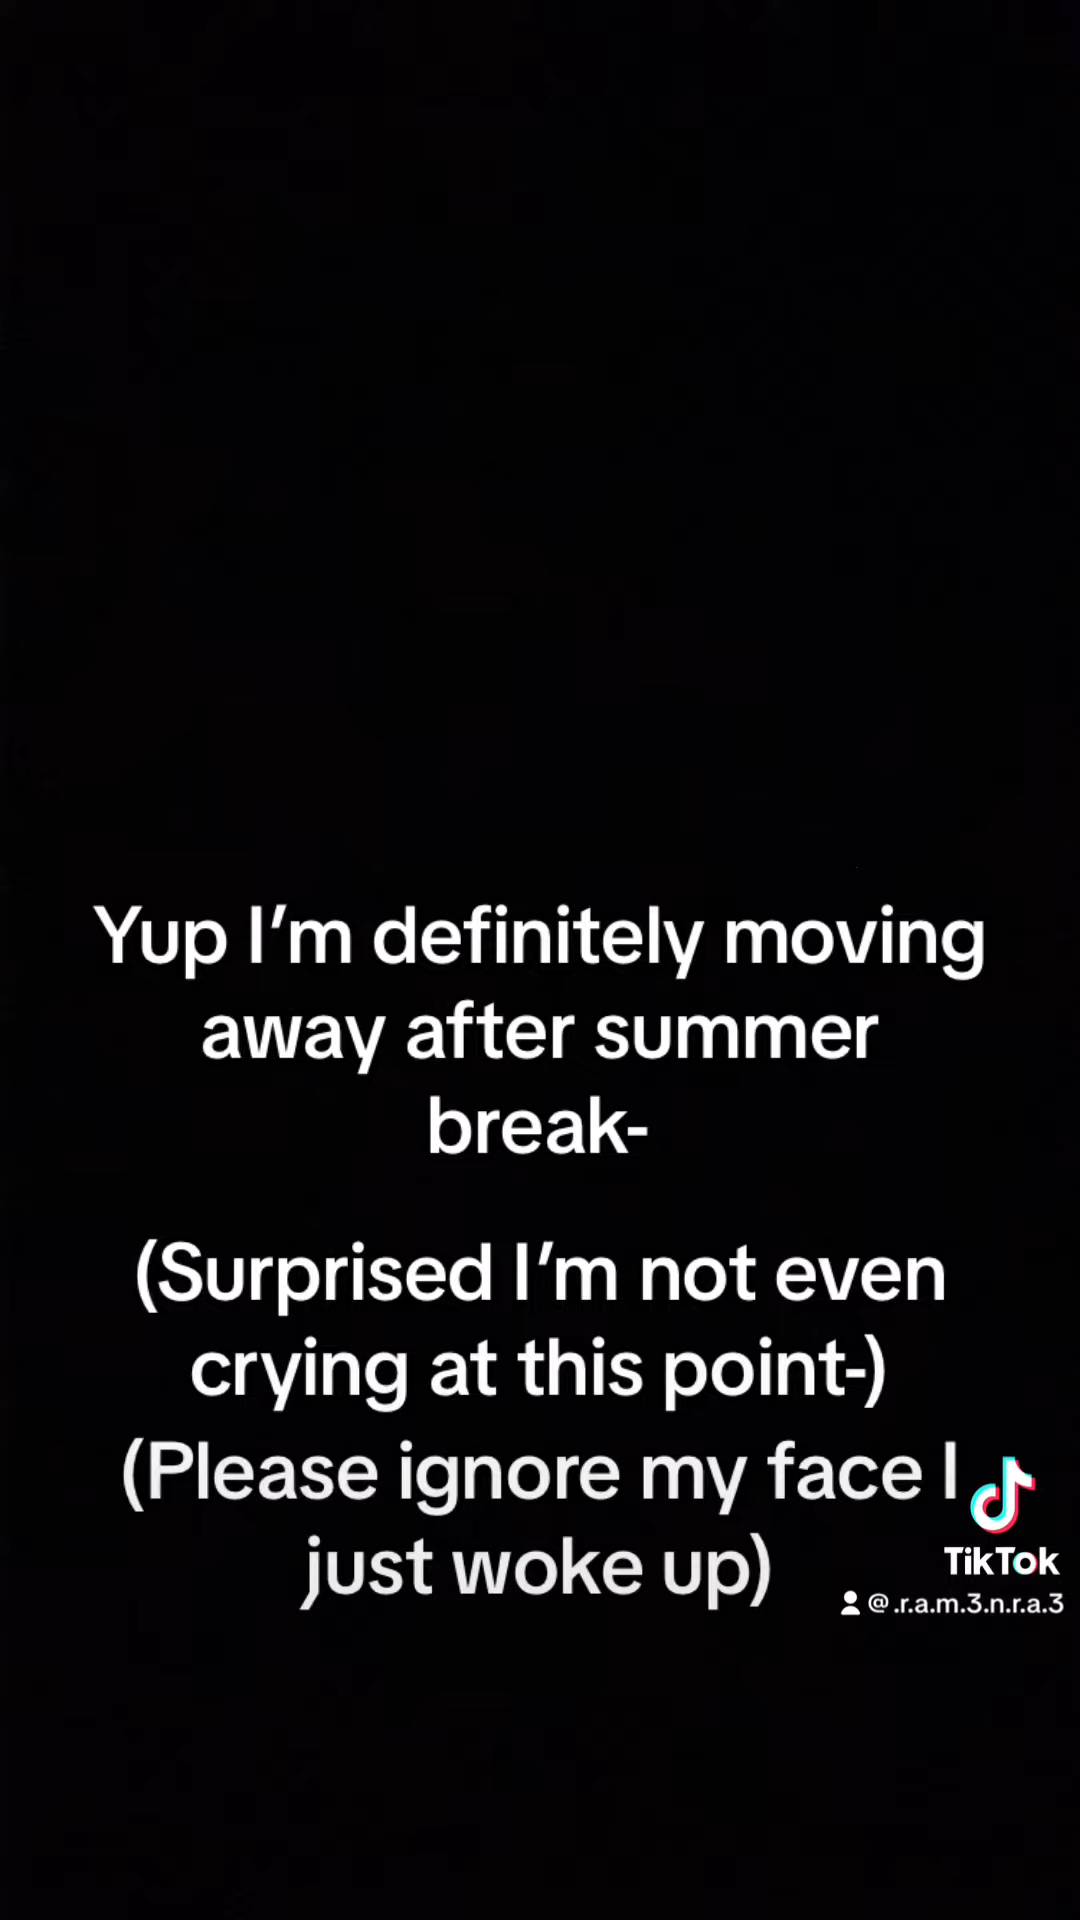 Yup I’m definitely moving
away after summer
break-
(Surprised I’m not even
crying at this point-)
(Please ignore my face I
just woke up)
TikTok
@.r.a.m.3.n.r.a.3